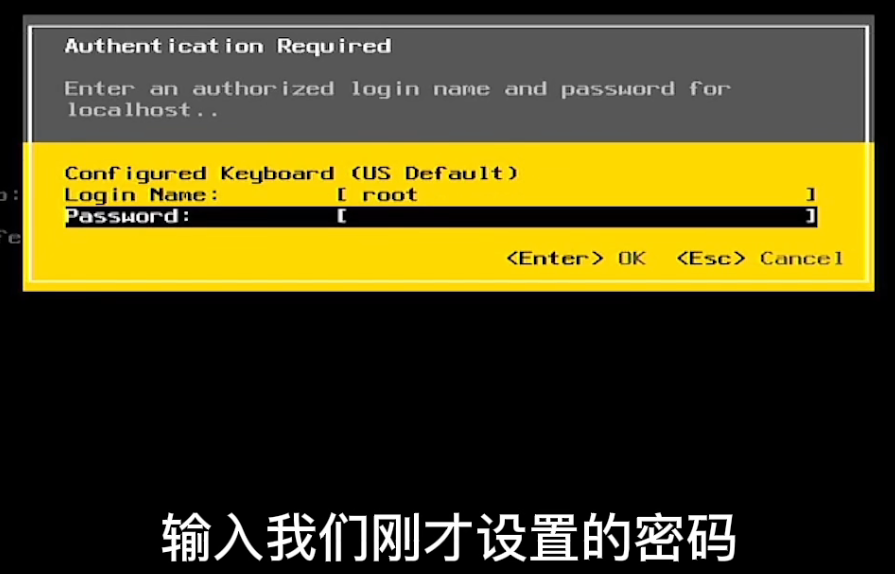 Authentication Required
Enter an authorized login name and password for
localhost..
Configured Keyboard (US Default)
Login Name: [ root ]
Password: [ ]
<Enter> OK <Esc> Cancel
输入我们刚才设置的密码